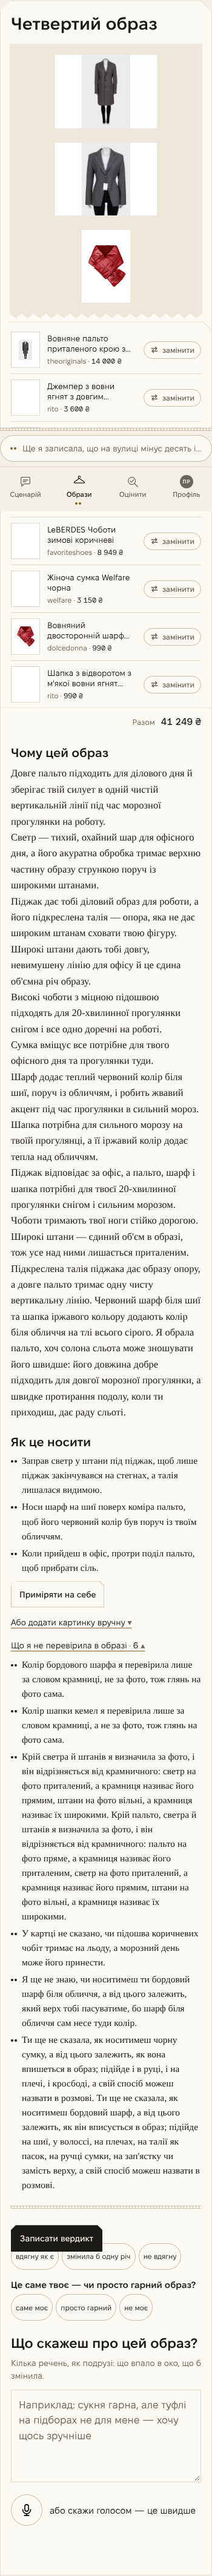 Четвертий образ
Вовняне пальто
приталеного крою з...
theoriginals · 14 000 ₴
замінити
Джемпер з вовни
ягнят з довгим...
rito · 3 600 ₴
замінити
Ще я записала, що на вулиці мінус десять і...
Сценарій
Образи
Оцінити
ПР
Профіль
LeBERDES Чоботи
зимові коричневі
favoriteshoes · 8 949 ₴
замінити
Жіноча сумка Welfare
чорна
welfare · 3 150 ₴
замінити
Вовняний
двосторонній шарф...
dolcedonna · 990 ₴
замінити
Шапка з відворотом з
м'якої вовни ягнят...
rito · 990 ₴
замінити
Разом 41 249 ₴
Чому цей образ
Довге пальто підходить для ділового дня й
зберігає твій силует в одній чистій
вертикальній лінії під час морозної
прогулянки на роботу.
Светр — тихий, охайний шар для офісного
дня, а його акуратна обробка тримає верхню
частину образу стрункою поруч із
широкими штанами.
Піджак дає тобі діловий образ для роботи, а
його підкреслена талія — опора, яка не дає
широким штанам сховати твою фігуру.
Широкі штани дають тобі довгу,
невимушену лінію для офісу й це єдина
об'ємна річ образу.
Високі чоботи з міцною підошвою
підходять для 20-хвилинної прогулянки
снігом і все одно доречні на роботі.
Сумка вміщує все потрібне для твого
офісного дня та прогулянки туди.
Шарф додає теплий червоний колір біля
шиї, поруч із обличчям, і робить жвавий
акцент під час прогулянки в сильний мороз.
Шапка потрібна для сильного морозу на
твоїй прогулянці, а її іржавий колір додає
тепла над обличчям.
Піджак відповідає за офіс, а пальто, шарф і
шапка потрібні для твоєї 20-хвилинної
прогулянки снігом і сильним морозом.
Чоботи тримають твої ноги стійко дорогою.
Широкі штани — єдиний об'єм в образі,
тож усе над ними лишається приталеним.
Підкреслена талія піджака дає образу опору,
а довге пальто тримає одну чисту
вертикальну лінію. Червоний шарф біля шиї
та шапка іржавого кольору додають колір
біля обличчя на тлі всього сірого. Я обрала
пальто, хоч солона сльота може зношувати
його швидше: його довжина добре
підходить для довгої морозної прогулянки, а
швидке протирання подолу, коли ти
приходиш, дає раду сльоті.
Як це носити
•• Заправ светр у штани під піджак, щоб лише
піджак закінчувався на стегнах, а талія
лишалася видимою.
•• Носи шарф на шиї поверх коміра пальто,
щоб його червоний колір був поруч із твоїм
обличчям.
•• Коли прийдеш в офіс, протри поділ пальто,
щоб прибрати сіль.
Приміряти на себе
Або додати картинку вручну ▾
Що я не перевірила в образі · 6 ▴
•• Колір бордового шарфа я перевірила лише
за словом крамниці, не за фото, тож глянь на
фото сама.
•• Колір шапки кемел я перевірила лише за
словом крамниці, а не за фото, тож глянь на
фото сама.
•• Крій светра й штанів я визначила за фото, і
він відрізняється від крамничного: светр на
фото приталений, а крамниця називає його
прямим, штани на фото вільні, а крамниця
називає їх широкими. Крій пальто, светра й
штанів я визначила за фото, і він
відрізняється від крамничного: пальто на
фото пряме, а крамниця називає його
приталеним, светр на фото приталений, а
крамниця називає його прямим, штани на
фото вільні, а крамниця називає їх
широкими.
•• У картці не сказано, чи підошва коричневих
чобіт тримає на льоду, а морозний день
може його принести.
•• Я ще не знаю, чи носитимеш ти бордовий
шарф біля обличчя, а від цього залежить,
який верх тобі пасуватиме, бо шарф біля
обличчя сам несе туди колір.
•• Ти ще не сказала, як носитимеш чорну
сумку, а від цього залежить, як вона
впишеться в образ; підійде і в руці, і на
плечі, і кросбоді, а свій спосіб можеш
назвати в розмові. Ти ще не сказала, як
носитимеш бордовий шарф, а від цього
залежить, як він вписується в образ; підійде
на шиї, у волоссі, на плечах, на талії як
пасок, на ручці сумки, на зап'ястку чи
замість верху, а свій спосіб можеш назвати в
розмові.
Записати вердикт
вдягну як є
змінила б одну річ
не вдягну
Це саме твоє — чи просто гарний образ?
саме моє
просто гарний
не моє
Що скажеш про цей образ?
Кілька речень, як подрузі: що впало в око, що б
змінила.
Наприклад: сукня гарна, але туфлі
на підборах не для мене — хочу
щось зручніше
або скажи голосом — це швидше